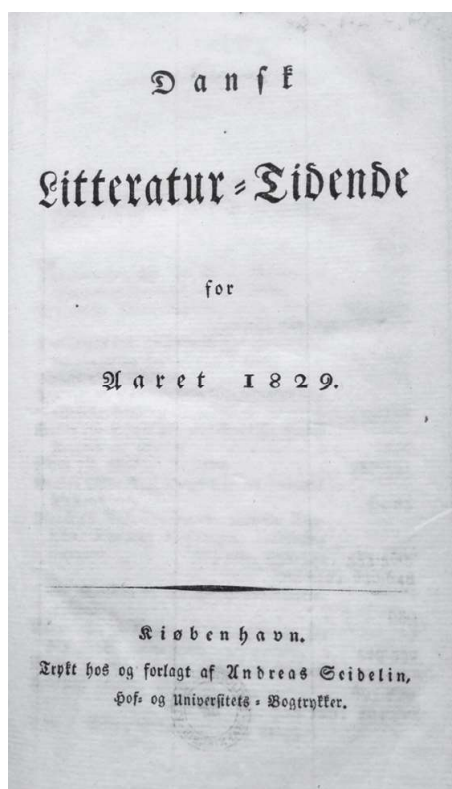 Dansk
Litteratur-Tidende
for
Aaret 1829.
Kiøbenhavn.
Trykt hos og forlagt af Andreas Seidelin,
Hof- og Universitets-Bogtrykker.